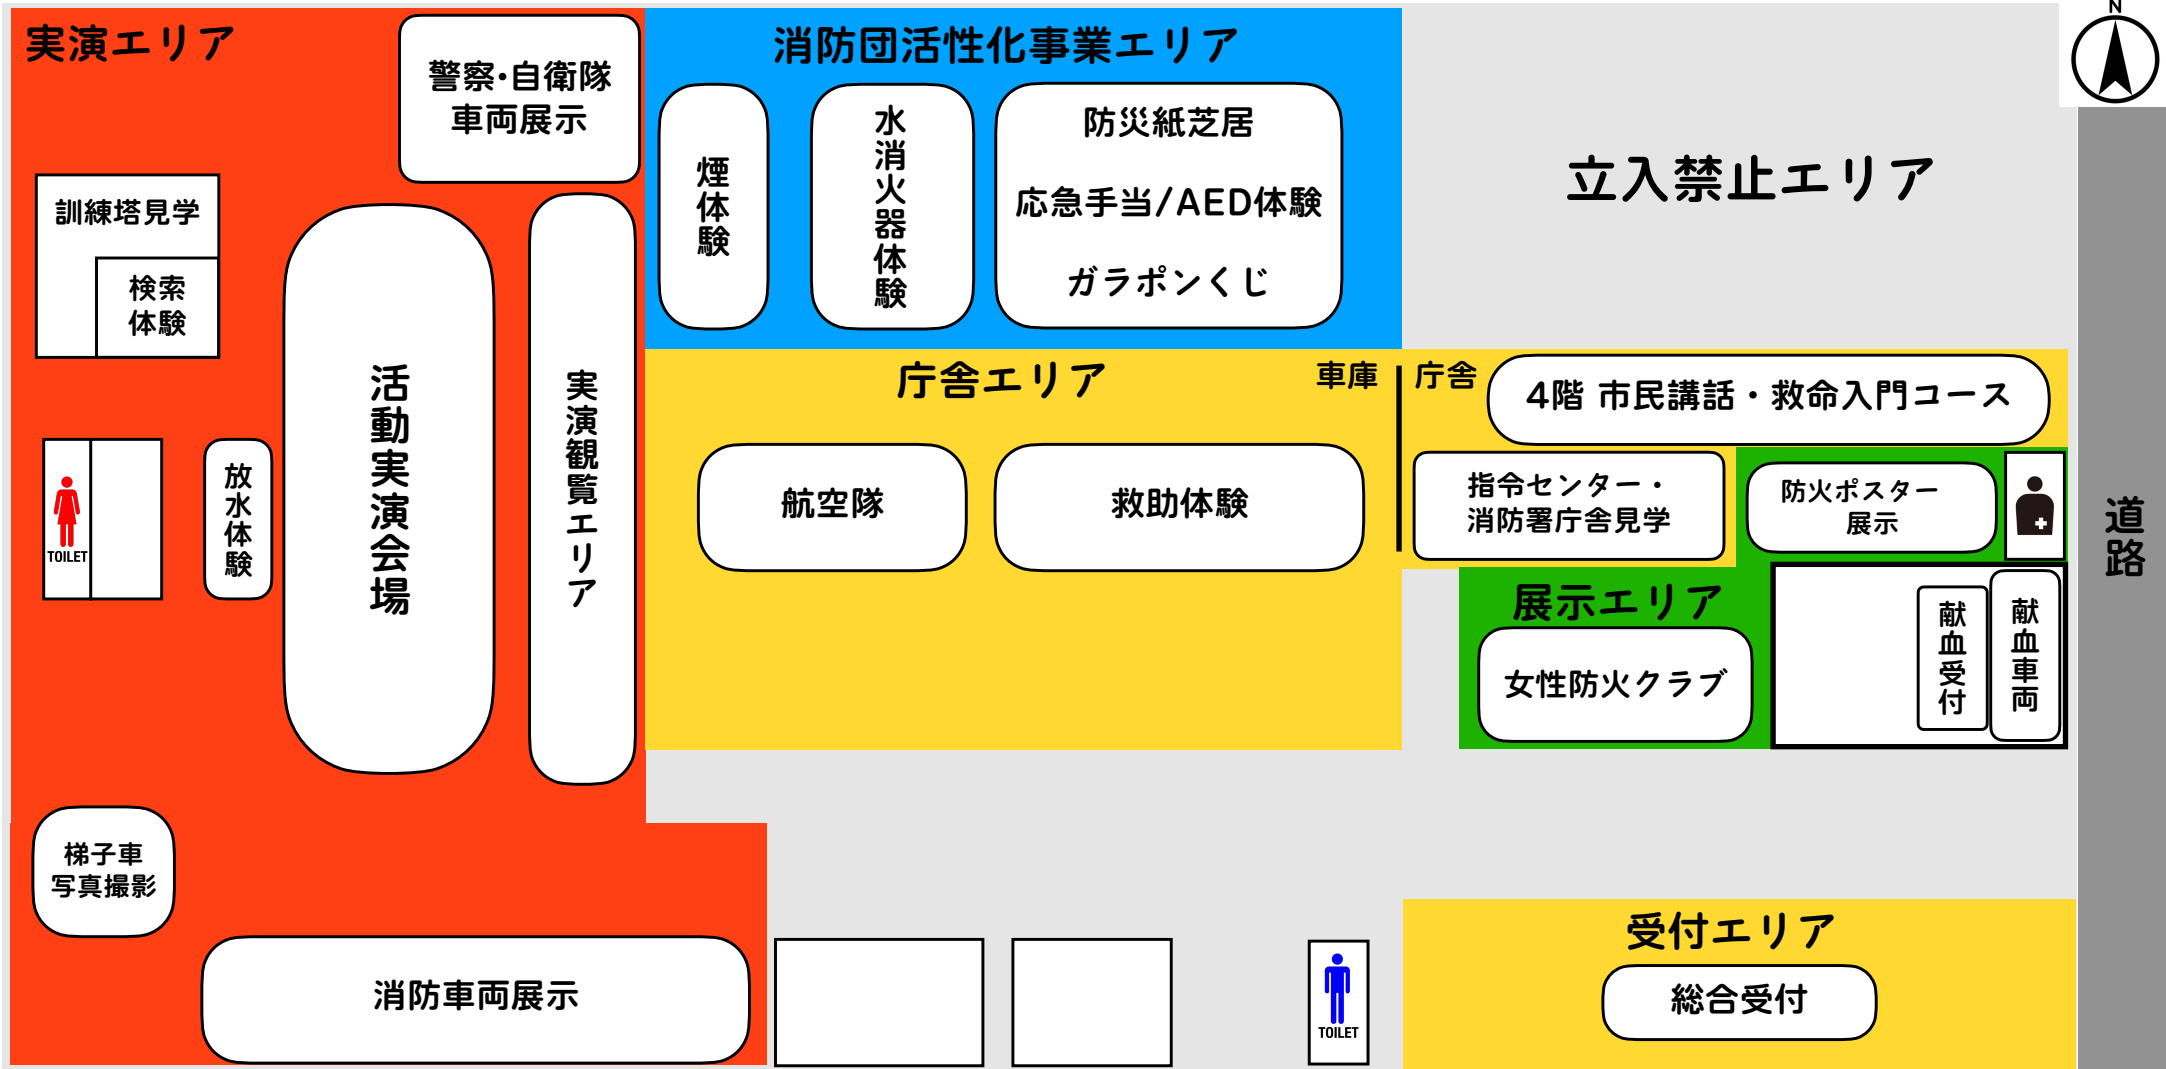 N
実演エリア
警察・自衛隊
車両展示
訓練塔見学
検索
体験
TOILET
放水体験
活動実演会場
実演観覧エリア
梯子車
写真撮影
消防車両展示
消防団活性化事業エリア
煙体験
水消火器体験
防災紙芝居
応急手当/AED体験
ガラポンくじ
立入禁止エリア
庁舎エリア
車庫
庁舎
航空隊
救助体験
4階 市民講話・救命入門コース
指令センター・
消防署庁舎見学
防火ポスター
展示
展示エリア
女性防火クラブ
献血受付
献血車両
道路
TOILET
受付エリア
総合受付